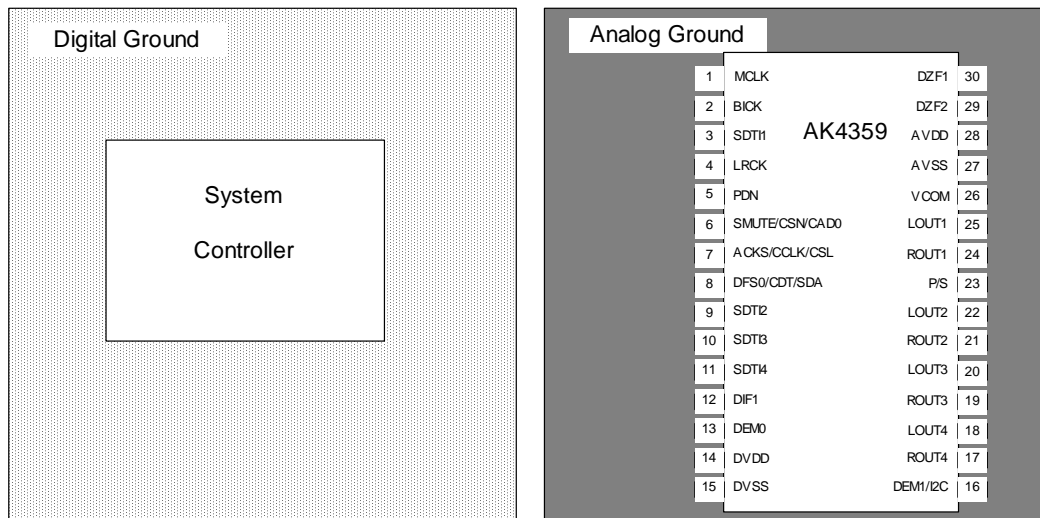 Digital Ground
System
Controller
Analog Ground
AK4359
1 MCLK DZF1 30
2 BICK DZF2 29
3 SDTI1 AVDD 28
4 LRCK AVSS 27
5 PDN VCOM 26
6 SMUTE/CSN/CAD0 LOUT1 25
7 ACKS/CCLK/CSL ROUT1 24
8 DFS0/CDT/SDA P/S 23
9 SDTI2 LOUT2 22
10 SDTI3 ROUT2 21
11 SDTI4 LOUT3 20
12 DIF1 ROUT3 19
13 DEM0 LOUT4 18
14 DVDD ROUT4 17
15 DVSS DEM1/I2C 16